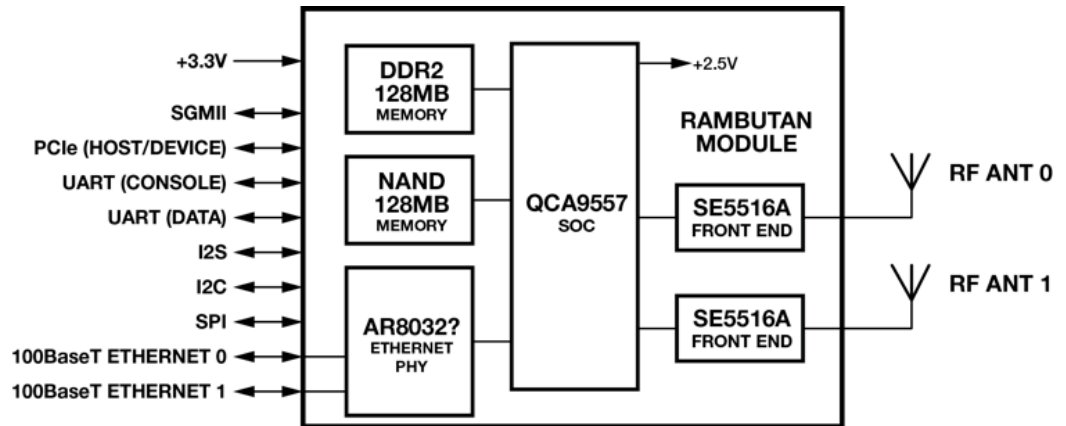 +3.3V
SGMII
PCIe (HOST/DEVICE)
UART (CONSOLE)
UART (DATA)
I2S
I2C
SPI
100BaseT ETHERNET 0
100BaseT ETHERNET 1
DDR2
128MB
MEMORY
NAND
128MB
MEMORY
AR8032?
ETHERNET
PHY
QCA9557
SOC
+2.5V
RAMBUTAN
MODULE
SE5516A
FRONT END
SE5516A
FRONT END
RF ANT 0
RF ANT 1